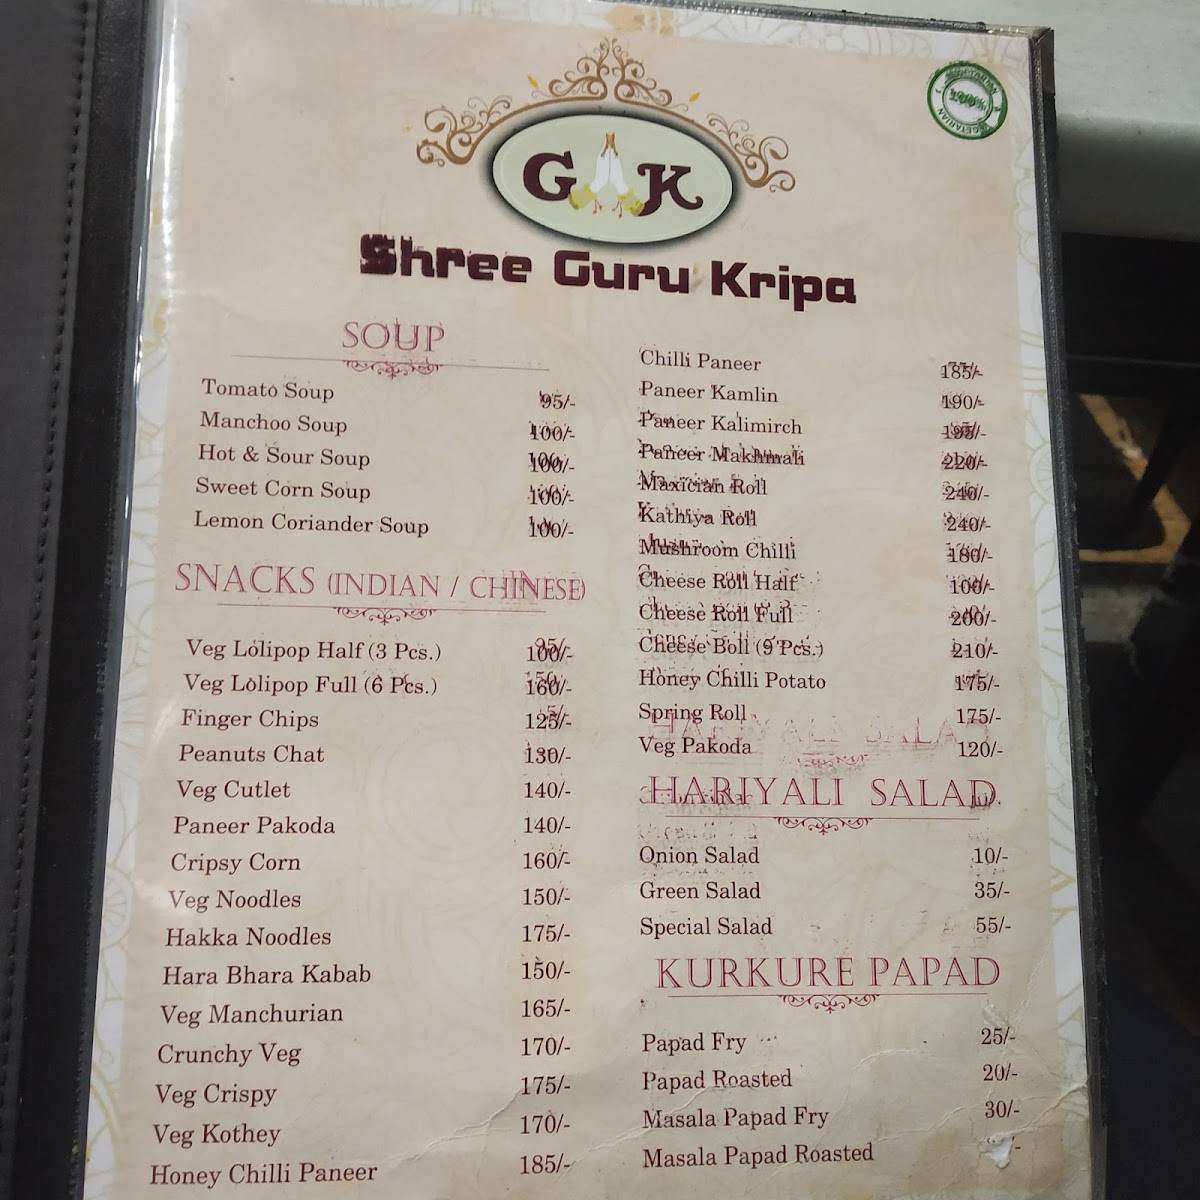 G K
100%
VEGETARIAN
Shree Guru Kripa
SOUP
Tomato Soup 95/-
Manchoo Soup 100/-
Hot & Sour Soup 100/-
Sweet Corn Soup 100/-
Lemon Coriander Soup 100/-
SNACKS (INDIAN / CHINESE)
Veg Lolipop Half (3 Pcs.) 100/-
Veg Lolipop Full (6 Pcs.) 160/-
Finger Chips 125/-
Peanuts Chat 130/-
Veg Cutlet 140/-
Paneer Pakoda 140/-
Cripsy Corn 160/-
Veg Noodles 150/-
Hakka Noodles 175/-
Hara Bhara Kabab 150/-
Veg Manchurian 165/-
Crunchy Veg 170/-
Veg Crispy 175/-
Veg Kothey 170/-
Honey Chilli Paneer 185/-
Chilli Paneer 185/-
Paneer Kamlin 190/-
Paneer Kalimirch 195/-
Paneer Makhmali 220/-
Maxician Roll 240/-
Kathiya Roll 240/-
Mushroom Chilli 180/-
Cheese Roll Half 100/-
Cheese Roll Full 200/-
Cheese Boll (9 Pcs.) 210/-
Honey Chilli Potato 175/-
Spring Roll 175/-
Veg Pakoda 120/-
HARIYALI SALAD
Onion Salad 10/-
Green Salad 35/-
Special Salad 55/-
KURKURE PAPAD
Papad Fry 25/-
Papad Roasted 20/-
Masala Papad Fry 30/-
Masala Papad Roasted